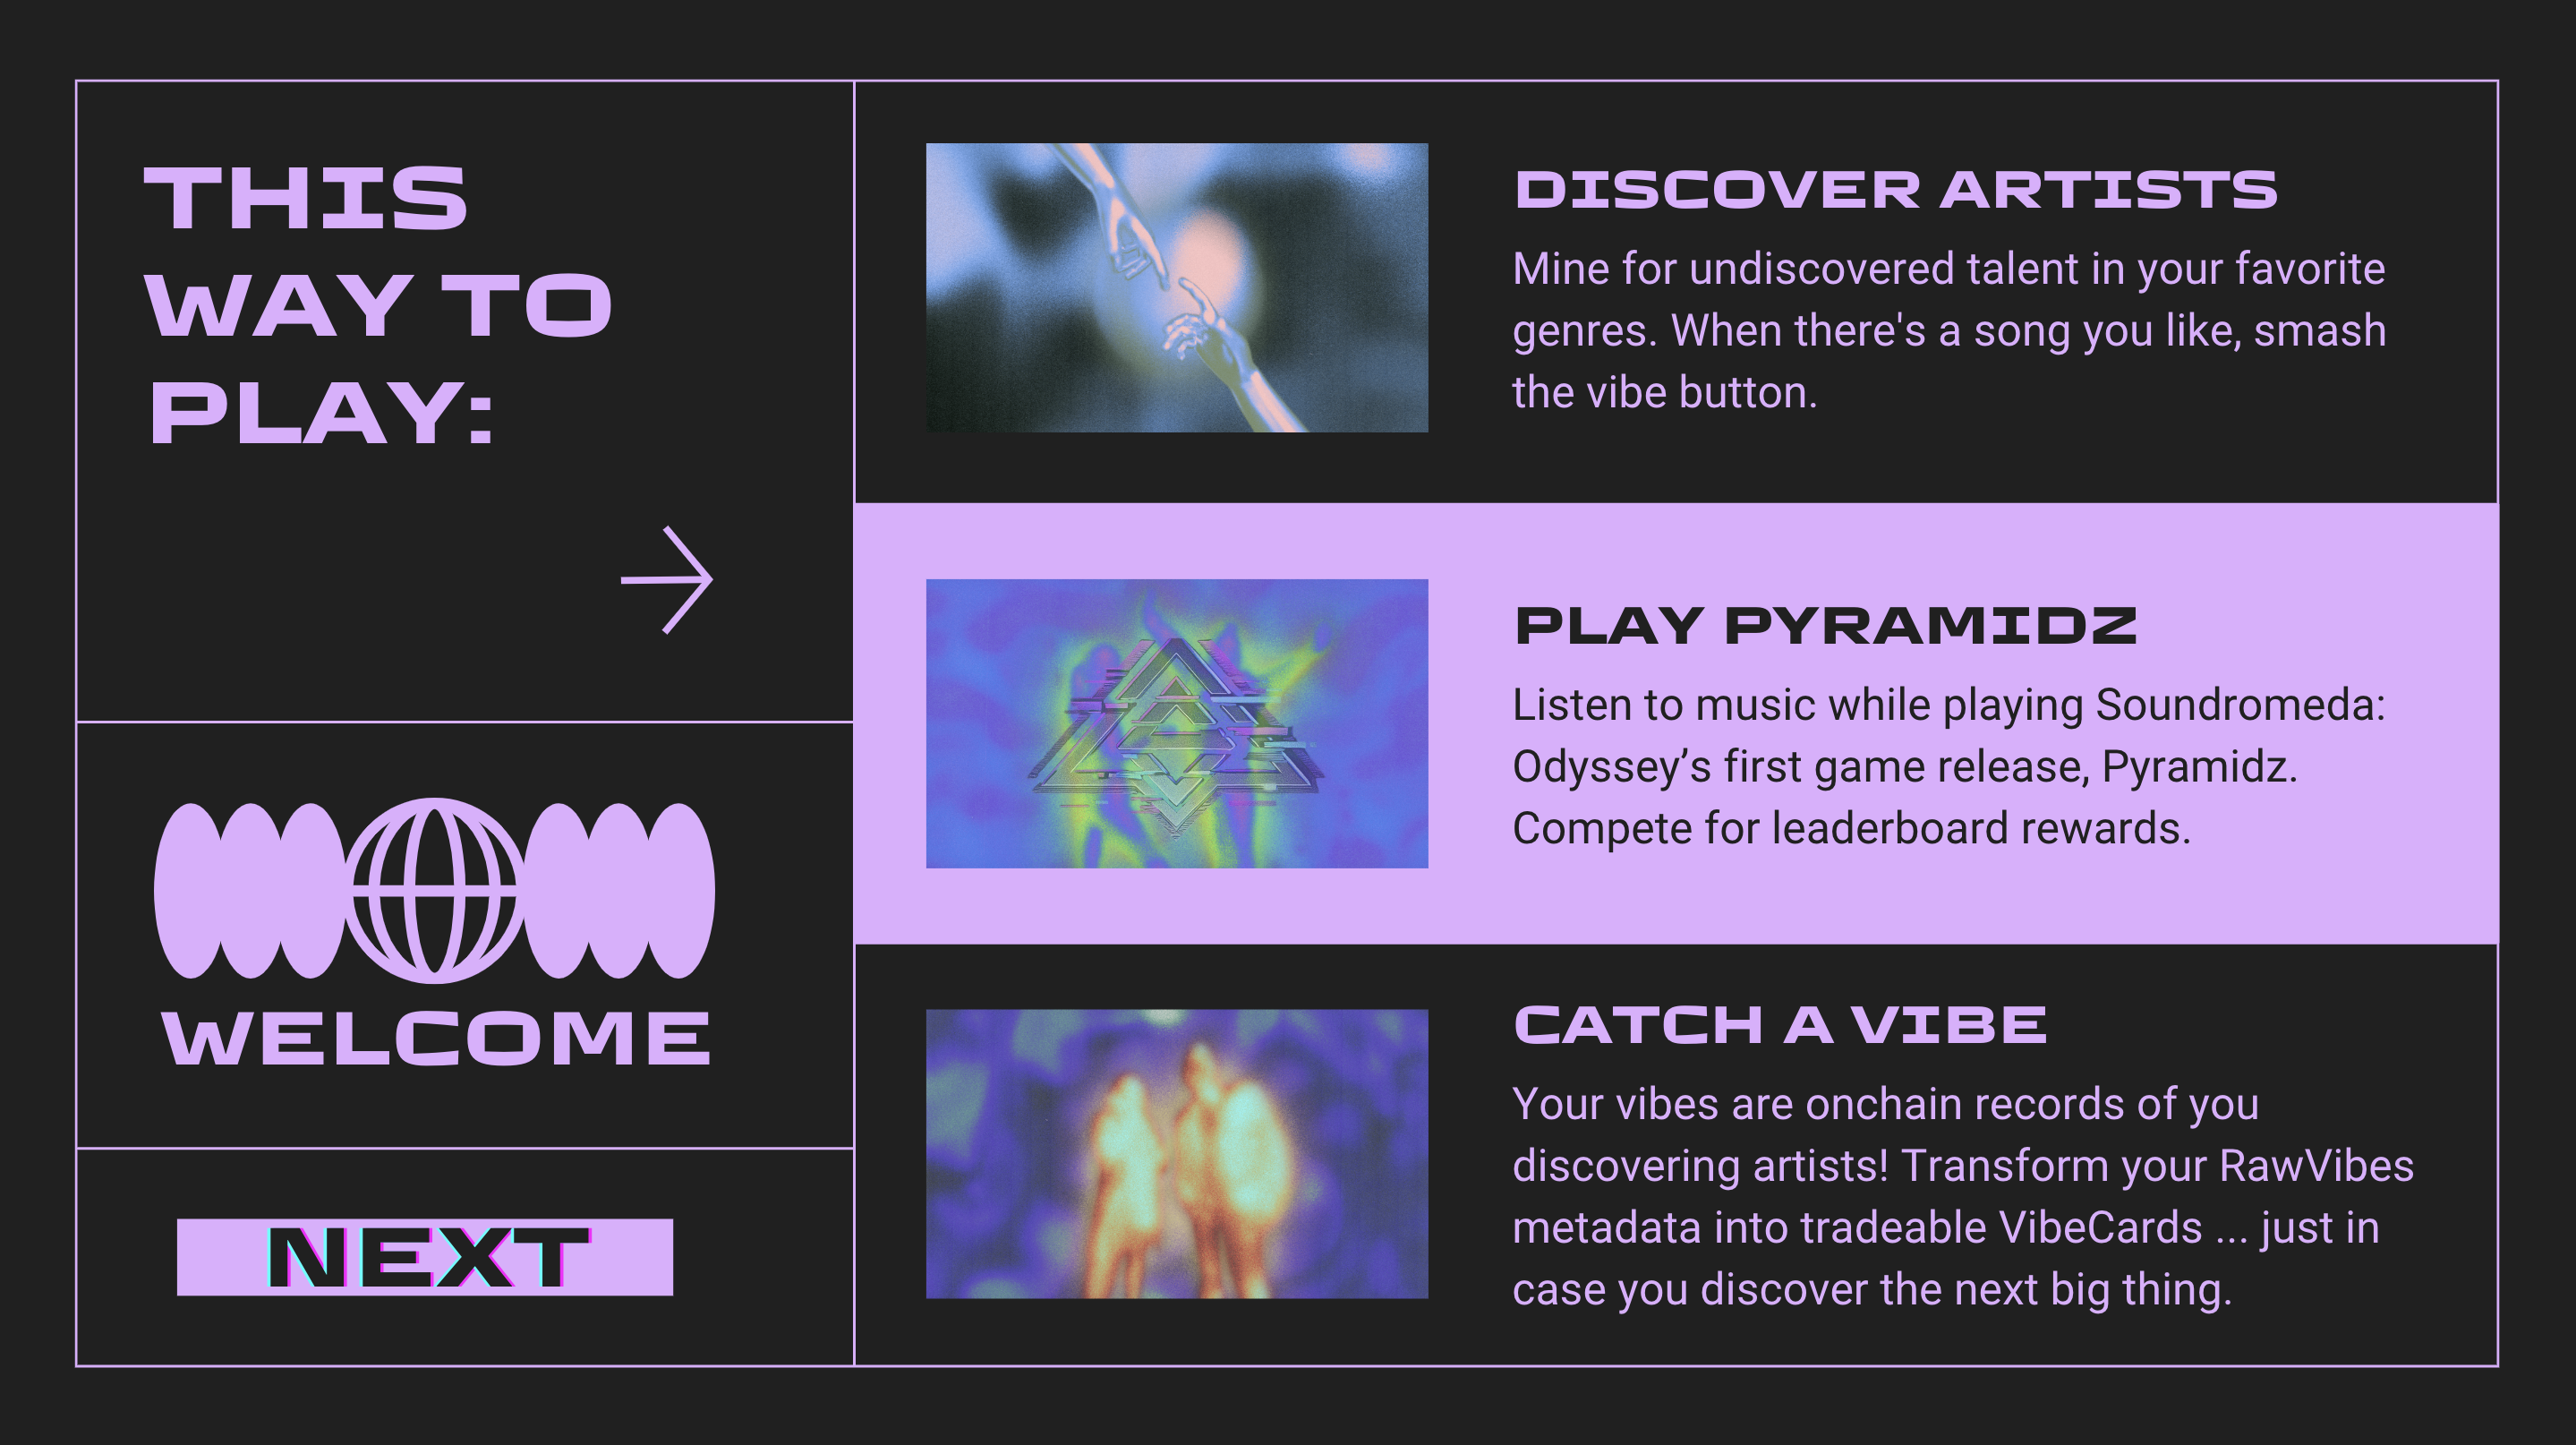 THIS
WAY TO
PLAY:
WELCOME
NEXT
DISCOVER ARTISTS
Mine for undiscovered talent in your favorite
genres. When there's a song you like, smash
the vibe button.
PLAY PYRAMIDZ
Listen to music while playing Soundromeda:
Odyssey’s first game release, Pyramidz.
Compete for leaderboard rewards.
CATCH A VIBE
Your vibes are onchain records of you
discovering artists! Transform your RawVibes
metadata into tradeable VibeCards ... just in
case you discover the next big thing.